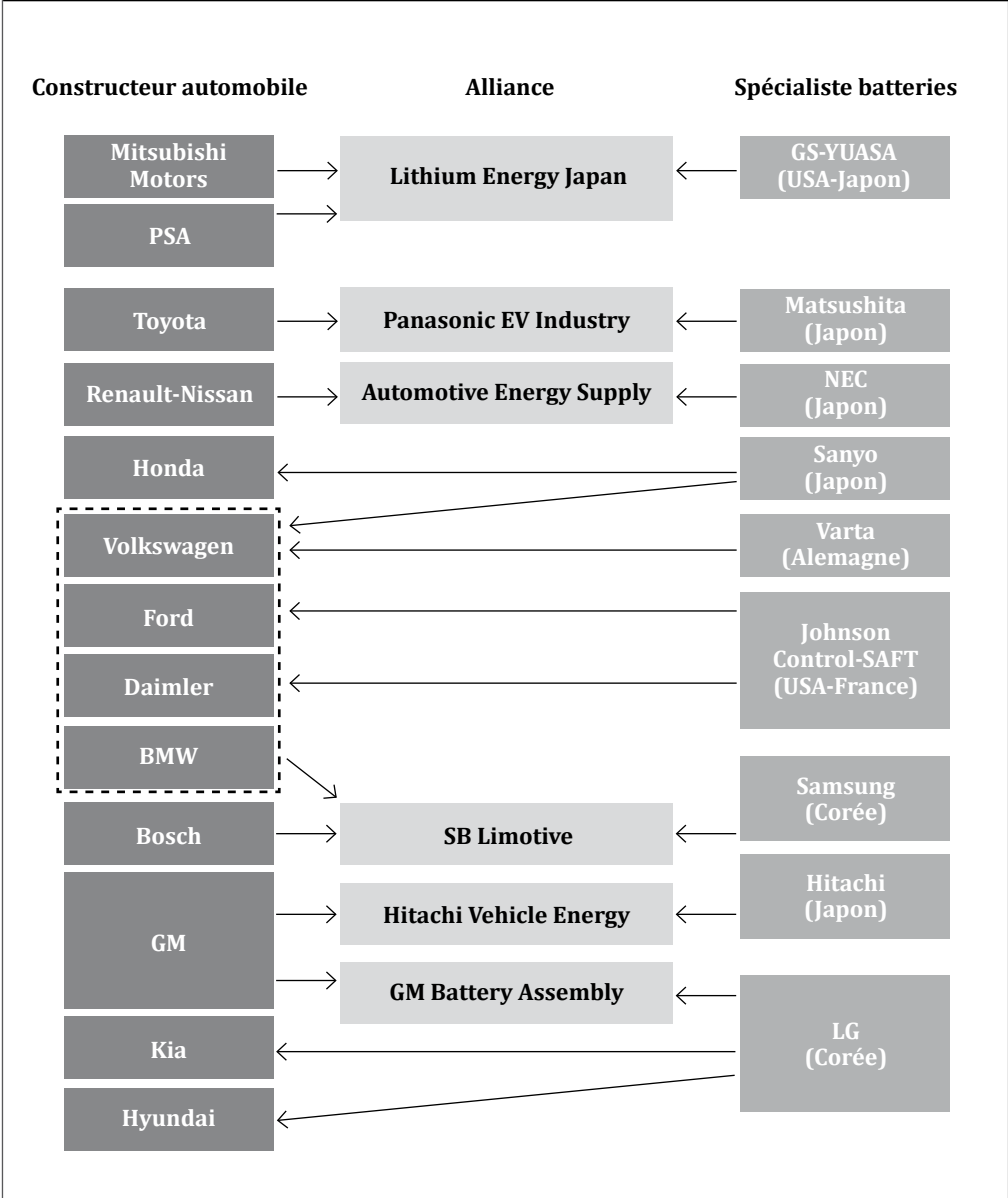 Constructeur automobile
Alliance
Spécialiste batteries
Mitsubishi
Motors
Lithium Energy Japan
GS-YUASA
(USA-Japon)
PSA
Toyota
Panasonic EV Industry
Matsushita
(Japon)
Renault-Nissan
Automotive Energy Supply
NEC
(Japon)
Honda
Sanyo
(Japon)
Volkswagen
Varta
(Alemagne)
Ford
Johnson
Control-SAFT
(USA-France)
Daimler
BMW
Samsung
(Corée)
Bosch
SB Limotive
Hitachi
(Japon)
GM
Hitachi Vehicle Energy
GM Battery Assembly
LG
(Corée)
Kia
Hyundai